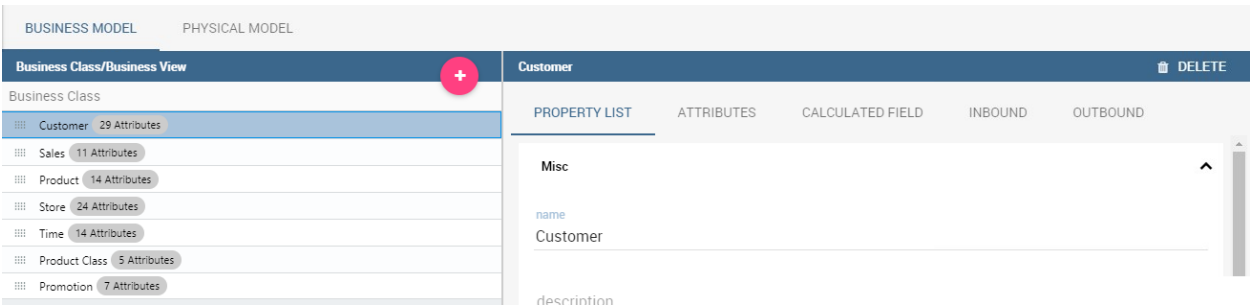 BUSINESS MODEL PHYSICAL MODEL
Business Class/Business View
+
Business Class
Customer 29 Attributes
Sales 11 Attributes
Product 14 Attributes
Store 24 Attributes
Time 14 Attributes
Product Class 5 Attributes
Promotion 7 Attributes
Customer DELETE
PROPERTY LIST ATTRIBUTES CALCULATED FIELD INBOUND OUTBOUND
Misc
name
Customer
description